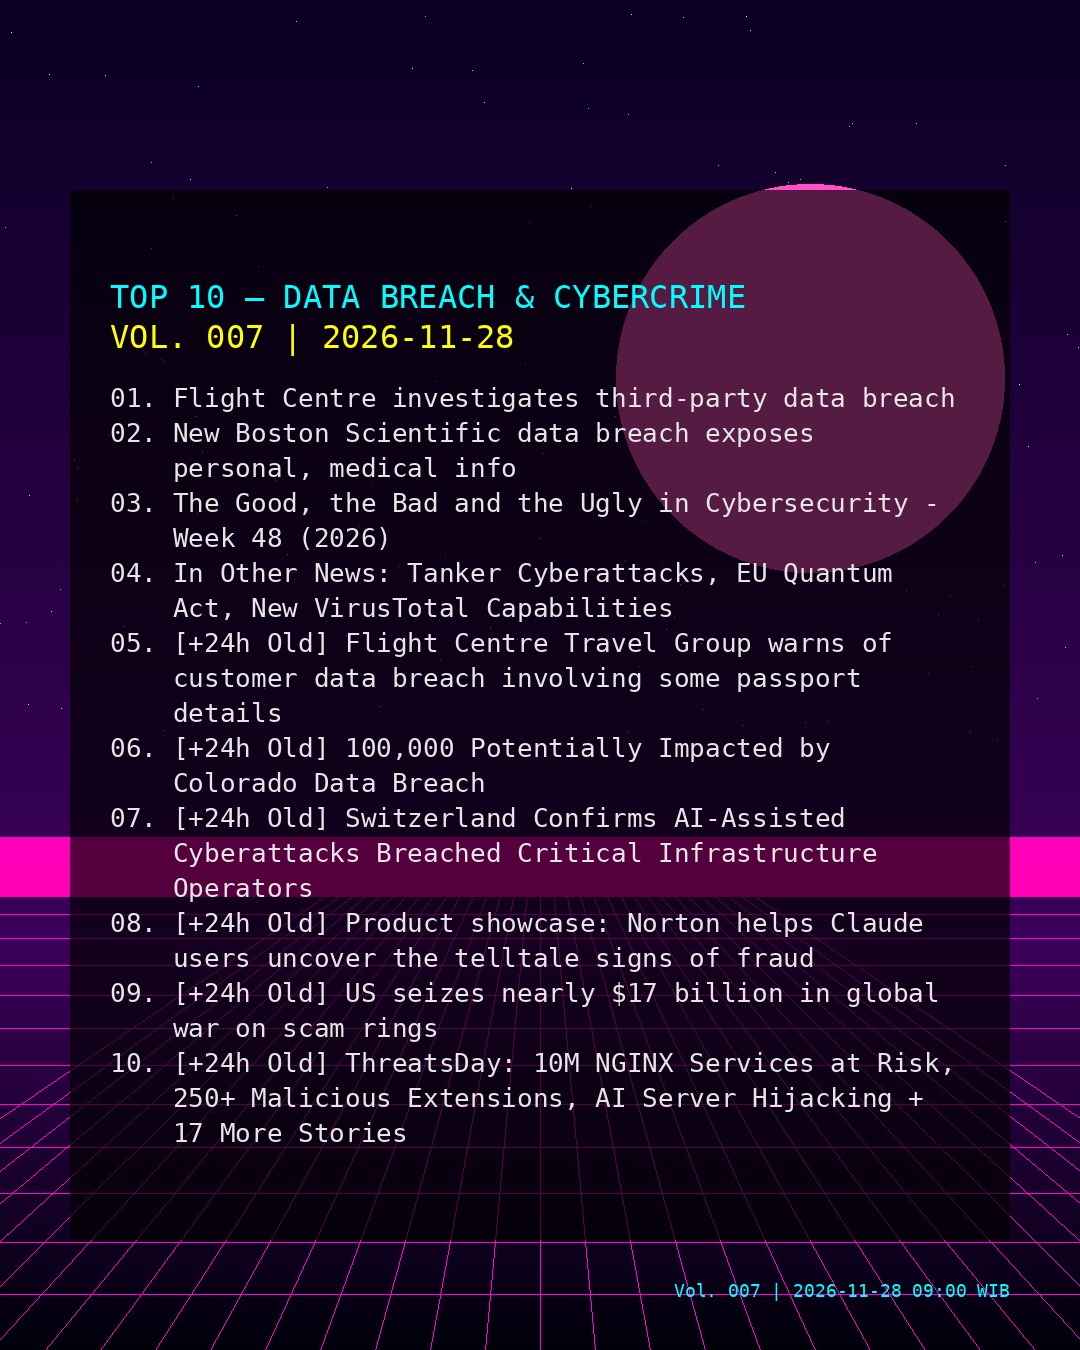 TOP 10 — DATA BREACH & CYBERCRIME
VOL. 007 | 2026-11-28
01. Flight Centre investigates third-party data breach
02. New Boston Scientific data breach exposes
personal, medical info
03. The Good, the Bad and the Ugly in Cybersecurity -
Week 48 (2026)
04. In Other News: Tanker Cyberattacks, EU Quantum
Act, New VirusTotal Capabilities
05. [+24h Old] Flight Centre Travel Group warns of
customer data breach involving some passport
details
06. [+24h Old] 100,000 Potentially Impacted by
Colorado Data Breach
07. [+24h Old] Switzerland Confirms AI-Assisted
Cyberattacks Breached Critical Infrastructure
Operators
08. [+24h Old] Product showcase: Norton helps Claude
users uncover the telltale signs of fraud
09. [+24h Old] US seizes nearly $17 billion in global
war on scam rings
10. [+24h Old] ThreatsDay: 10M NGINX Services at Risk,
250+ Malicious Extensions, AI Server Hijacking +
17 More Stories
Vol. 007 | 2026-11-28 09:00 WIB